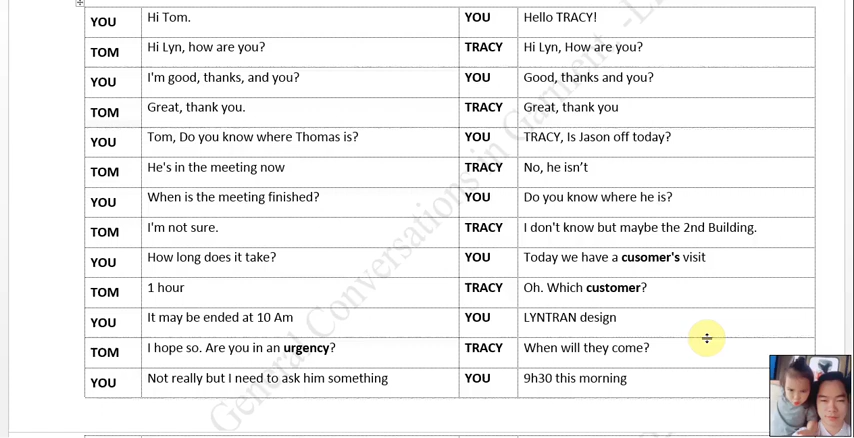 YOU Hi Tom. YOU Hello TRACY!
TOM Hi Lyn, how are you? TRACY Hi Lyn, How are you?
YOU I'm good, thanks, and you? YOU Good, thanks and you?
TOM Great, thank you. TRACY Great, thank you
YOU Tom, Do you know where Thomas is? YOU TRACY, Is Jason off today?
TOM He's in the meeting now TRACY No, he isn't
YOU When is the meeting finished? YOU Do you know where he is?
TOM I'm not sure. TRACY I don't know but maybe the 2nd Building.
YOU How long does it take? YOU Today we have a cusomer's visit
TOM 1 hour TRACY Oh. Which customer?
YOU It may be ended at 10 Am YOU LYNTRAN design
TOM I hope so. Are you in an urgency? TRACY When will they come?
YOU Not really but I need to ask him something YOU 9h30 this morning
General Conversations in Garment